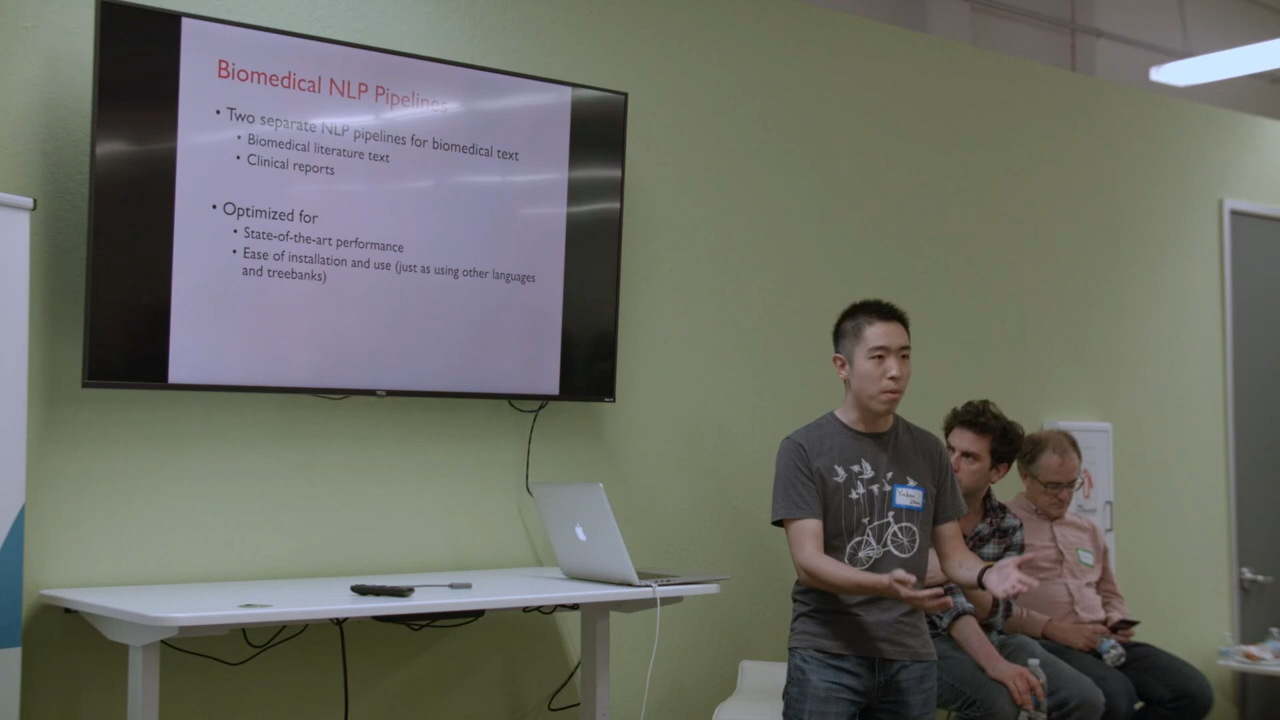 Biomedical NLP Pipelines
• Two separate NLP pipelines for biomedical text
• Biomedical literature text
• Clinical reports
• Optimized for
• State-of-the-art performance
• Ease of installation and use (just as using other languages
and treebanks)